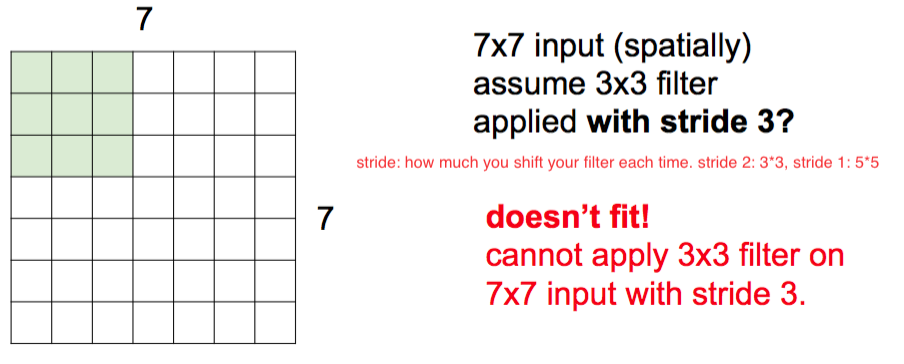 7
7x7 input (spatially)
assume 3x3 filter
applied with stride 3?
stride: how much you shift your filter each time. stride 2: 3*3, stride 1: 5*5
7
doesn't fit!
cannot apply 3x3 filter on
7x7 input with stride 3.